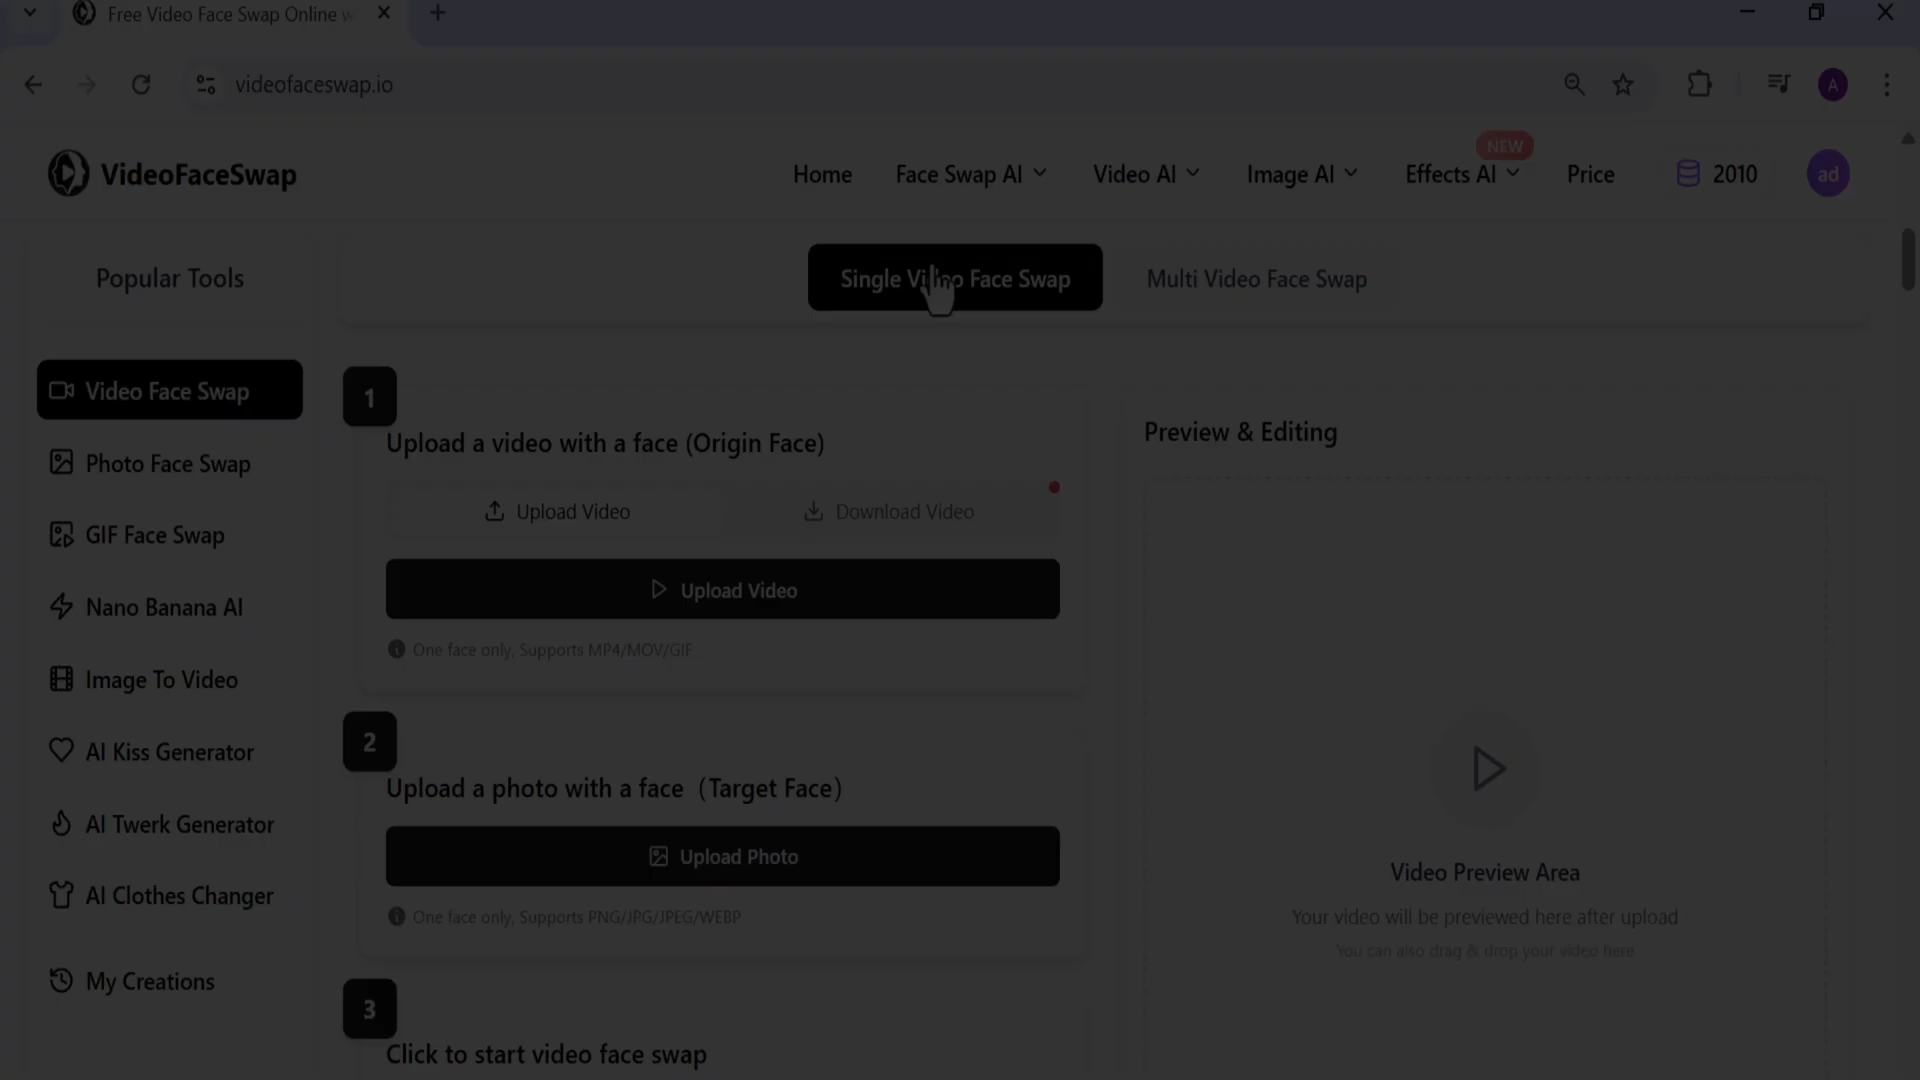 Free Video Face Swap Online w
videofaceswap.io
A
VideoFaceSwap
Home
Face Swap AI
Video AI
Image AI
Effects AI
NEW
Price
2010
ad
Popular Tools
Single Video Face Swap
Multi Video Face Swap
Video Face Swap
Photo Face Swap
GIF Face Swap
Nano Banana AI
Image To Video
AI Kiss Generator
AI Twerk Generator
AI Clothes Changer
My Creations
1
Upload a video with a face (Origin Face)
Upload Video
Download Video
Upload Video
One face only, Supports MP4/MOV/GIF
2
Upload a photo with a face（Target Face）
Upload Photo
One face only, Supports PNG/JPG/JPEG/WEBP
3
Click to start video face swap
Preview & Editing
Video Preview Area
Your video will be previewed here after upload
You can also drag & drop your video here